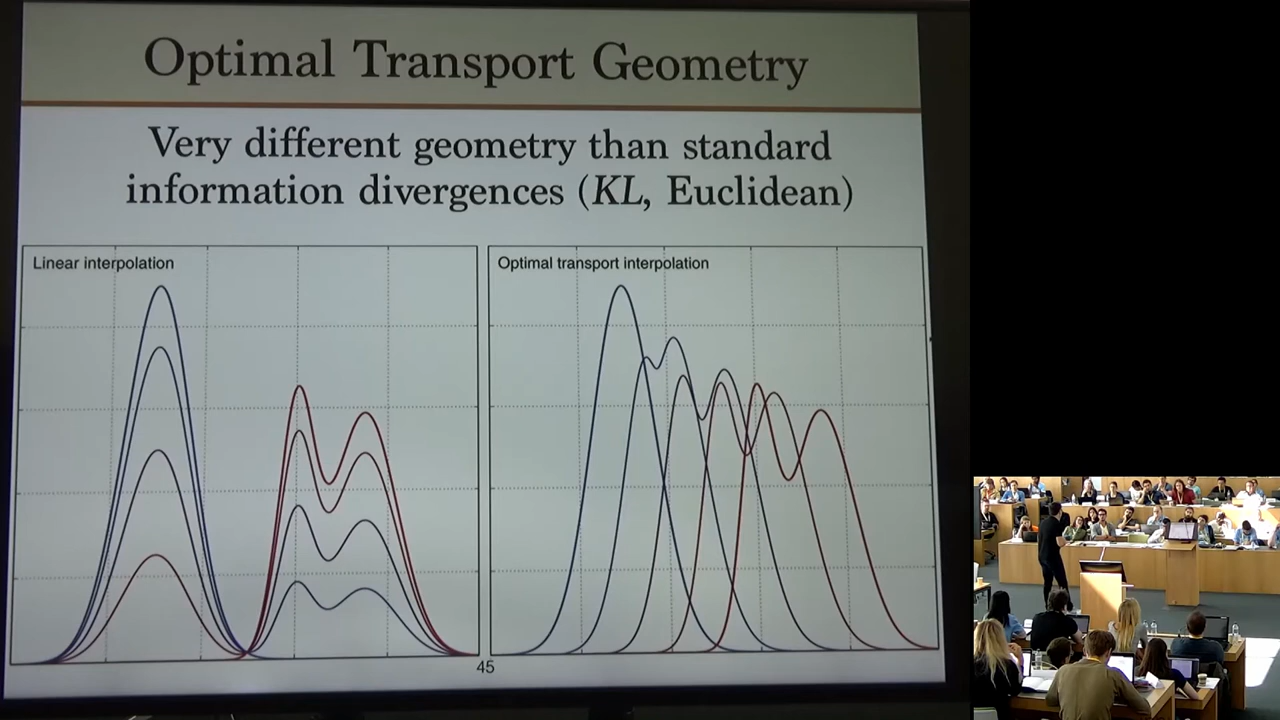 Optimal Transport Geometry
Very different geometry than standard
information divergences (KL, Euclidean)
Linear interpolation
Optimal transport interpolation
45